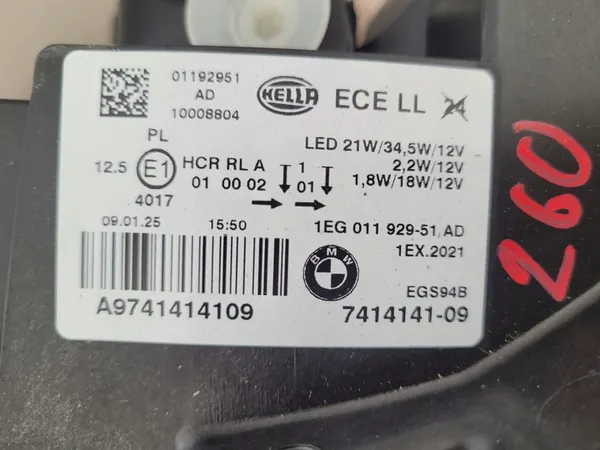 01192951
AD
10008804
HELLA
ECE LL 24
PL
LED 21W/34,5W/12V
2,2W/12V
1,8W/18W/12V
12.5 E1 HCR RL A 1
01 00 02 01
4017
09.01.25 15:50
1EG 011 929-51 AD
1EX.2021
BMW
EGS94B
A9741414109
7414141-09
260